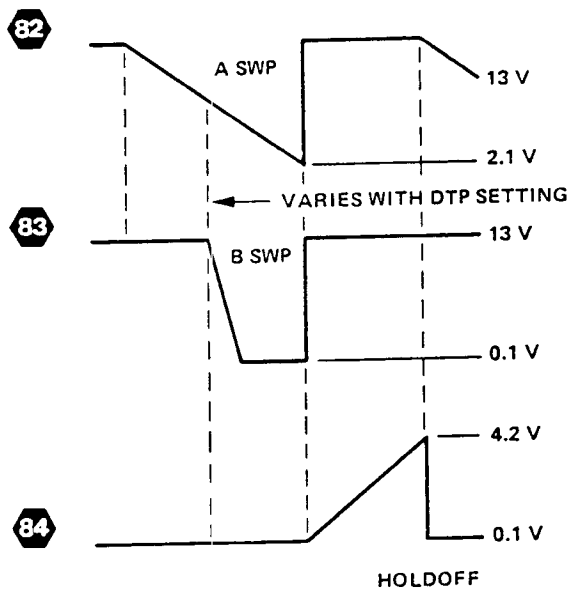 82
A SWP
13 V
2.1 V
VARIES WITH DTP SETTING
83
13 V
B SWP
0.1 V
4.2 V
84
0.1 V
HOLDOFF